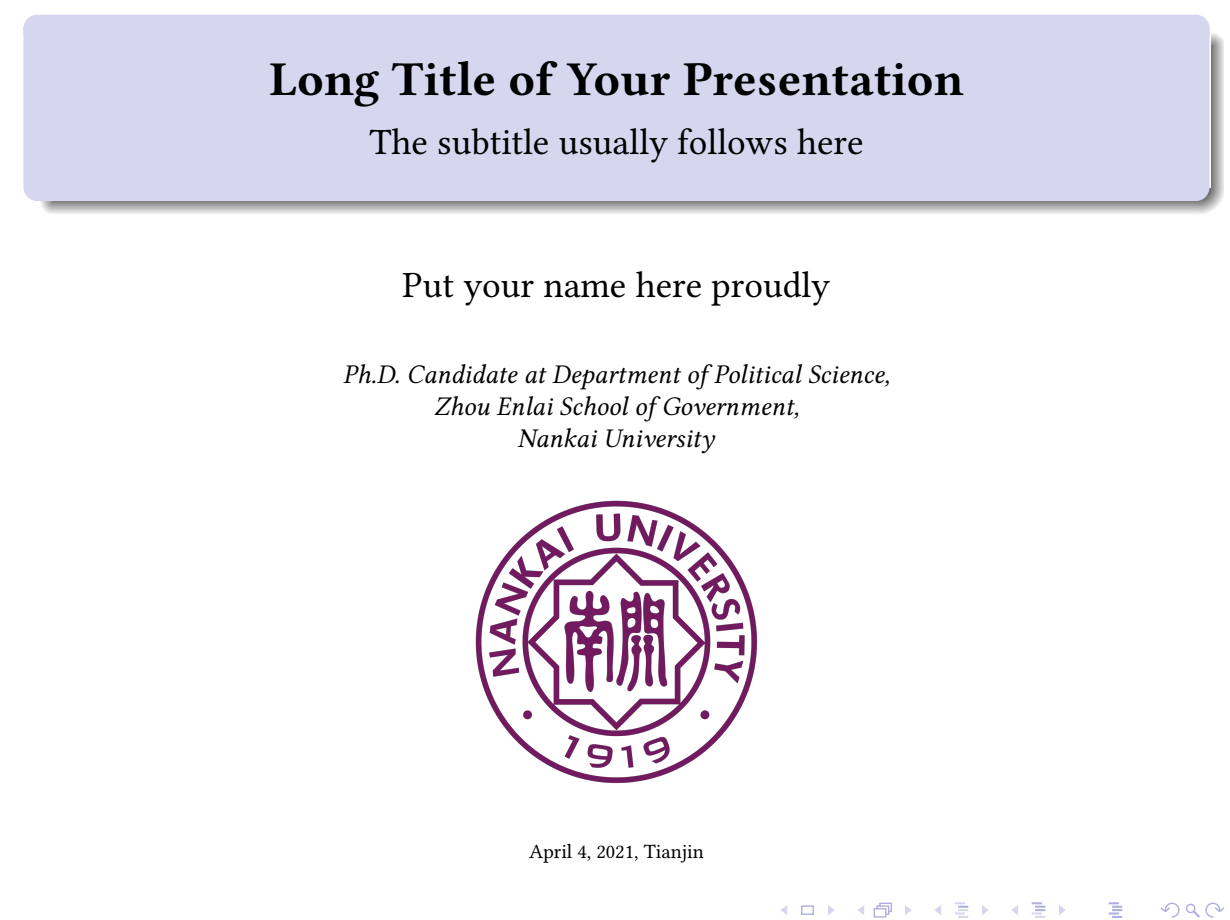 Long Title of Your Presentation
The subtitle usually follows here
Put your name here proudly
Ph.D. Candidate at Department of Political Science,
Zhou Enlai School of Government,
Nankai University
NANKAI UNIVERSITY
南開
1919
April 4, 2021, Tianjin